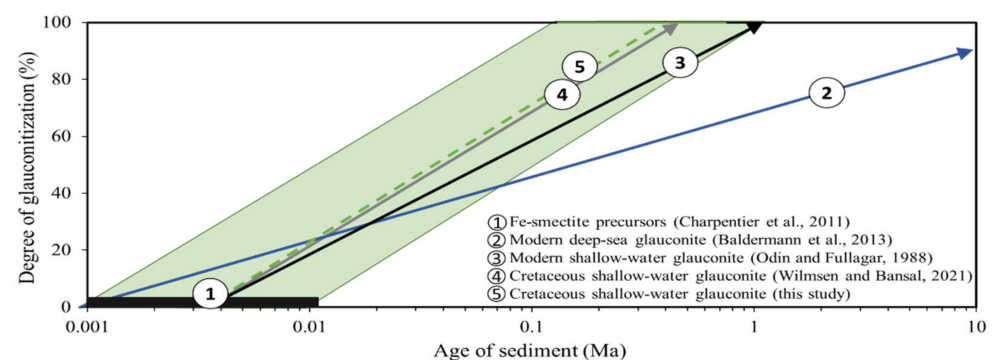 100
80
60
40
20
0
Degree of glauconitization (%)
5
4
3
2
1
① Fe-smectite precursors (Charpentier et al., 2011)
② Modern deep-sea glauconite (Baldermann et al., 2013)
③ Modern shallow-water glauconite (Odin and Fullagar, 1988)
④ Cretaceous shallow-water glauconite (Wilmsen and Bansal, 2021)
⑤ Cretaceous shallow-water glauconite (this study)
0.001 0.01 0.1 1 10
Age of sediment (Ma)